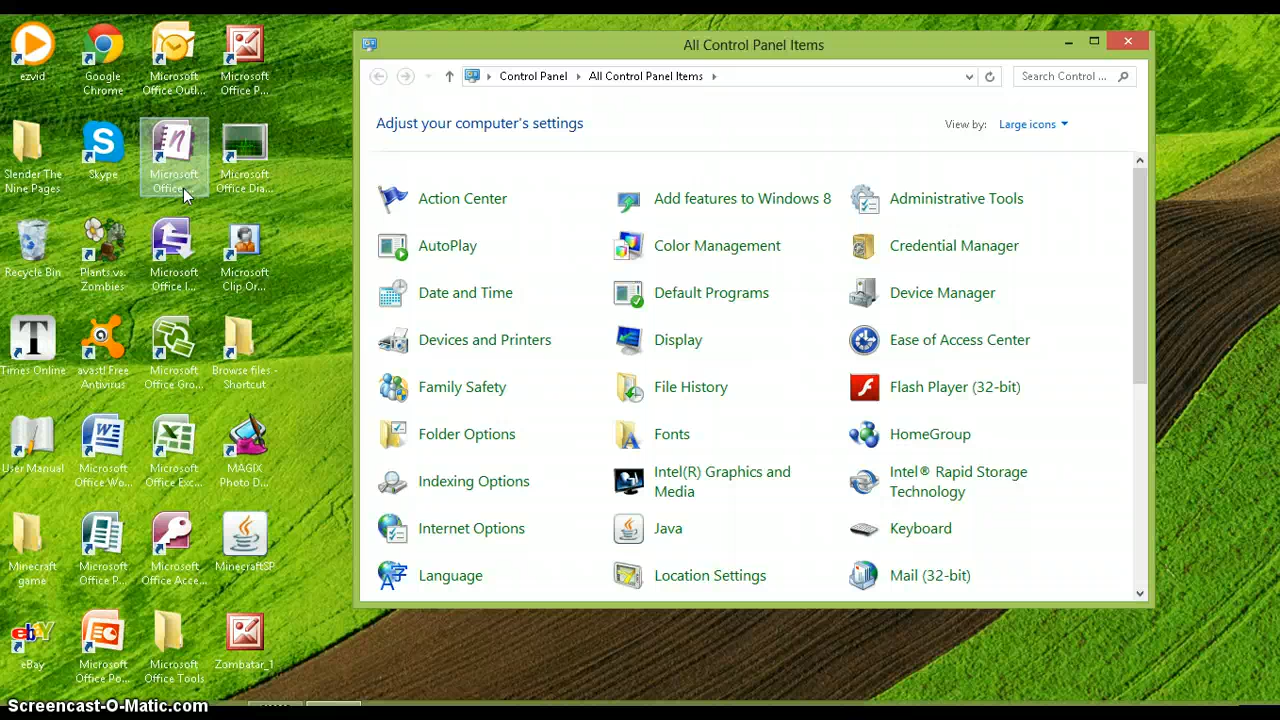 ezvid
Google
Chrome
Microsoft
Office Outl...
Microsoft
Office P...
Slender The
Nine Pages
Skype
Microsoft
Office...
Microsoft
Office Dia...
Recycle Bin
Plants vs.
Zombies
Microsoft
Office I...
Microsoft
Clip Or...
Times Online
avast! Free
Antivirus
Microsoft
Office Gro...
Browse files -
Shortcut
User Manual
Microsoft
Office Wo...
Microsoft
Office Exc...
MAGIX
Photo D...
Minecraft
game
Microsoft
Office P...
Microsoft
Office Acce...
MinecraftSP
eBay
Microsoft
Office Po...
Microsoft
Office Tools
Zombatar_1
All Control Panel Items
Control Panel
All Control Panel Items
Search Control ...
Adjust your computer's settings
View by: Large icons
Action Center
Add features to Windows 8
Administrative Tools
AutoPlay
Color Management
Credential Manager
Date and Time
Default Programs
Device Manager
Devices and Printers
Display
Ease of Access Center
Family Safety
File History
Flash Player (32-bit)
Folder Options
Fonts
HomeGroup
Indexing Options
Intel(R) Graphics and
Media
Intel® Rapid Storage
Technology
Internet Options
Java
Keyboard
Language
Location Settings
Mail (32-bit)
Screencast-O-Matic.com